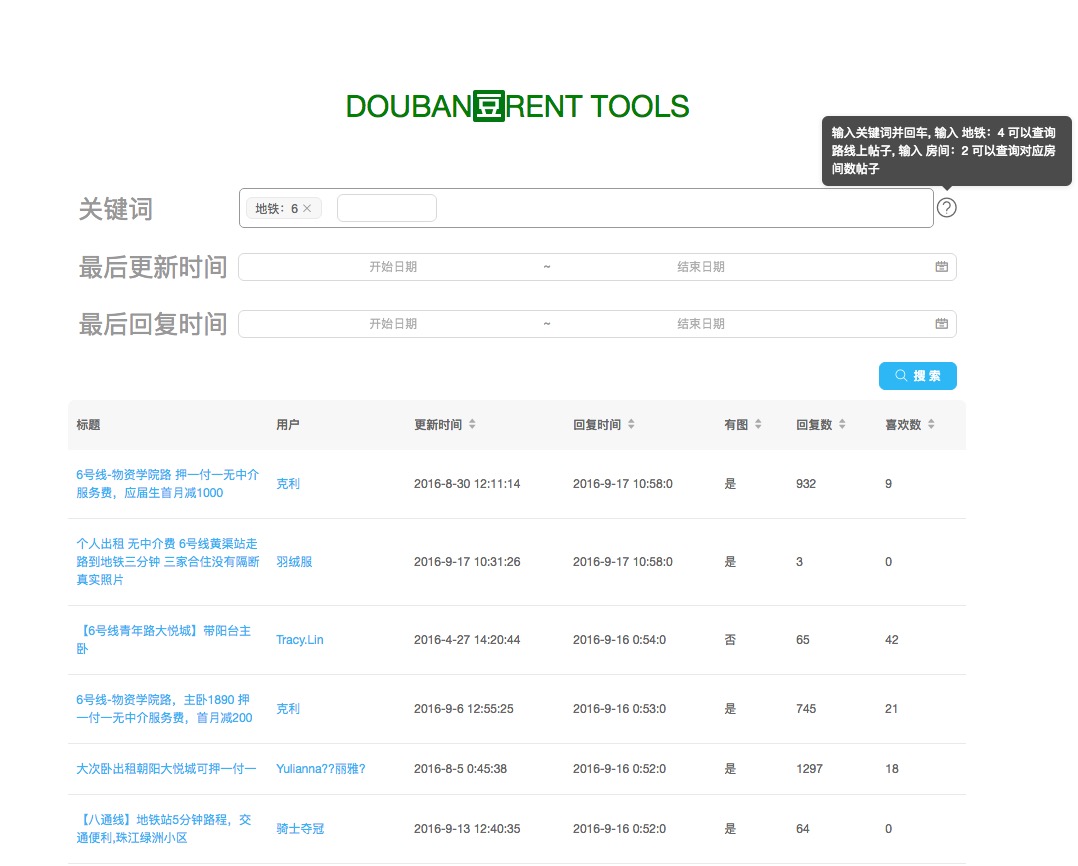 DOUBAN豆RENT TOOLS
输入关键词并回车, 输入 地铁：4 可以查询
路线上帖子, 输入 房间：2 可以查询对应房
间数帖子
关键词
地铁：6
最后更新时间
开始日期 ~ 结束日期
最后回复时间
开始日期 ~ 结束日期
搜 索
标题 用户 更新时间 回复时间 有图 回复数 喜欢数
6号线-物资学院路 押一付一无中介
服务费，应届生首月减1000
克利 2016-8-30 12:11:14 2016-9-17 10:58:0 是 932 9
个人出租 无中介费 6号线黄渠站走
路到地铁三分钟 三家合住没有隔断
真实照片
羽绒服 2016-9-17 10:31:26 2016-9-17 10:58:0 是 3 0
【6号线青年路大悦城】带阳台主
卧
Tracy.Lin 2016-4-27 14:20:44 2016-9-16 0:54:0 否 65 42
6号线-物资学院路，主卧1890 押
一付一无中介服务费，首月减200
克利 2016-9-6 12:55:25 2016-9-16 0:53:0 是 745 21
大次卧出租朝阳大悦城可押一付一 Yulianna??丽雅? 2016-8-5 0:45:38 2016-9-16 0:52:0 是 1297 18
【八通线】地铁站5分钟路程，交
通便利,珠江绿洲小区
骑士夺冠 2016-9-13 12:40:35 2016-9-16 0:52:0 是 64 0